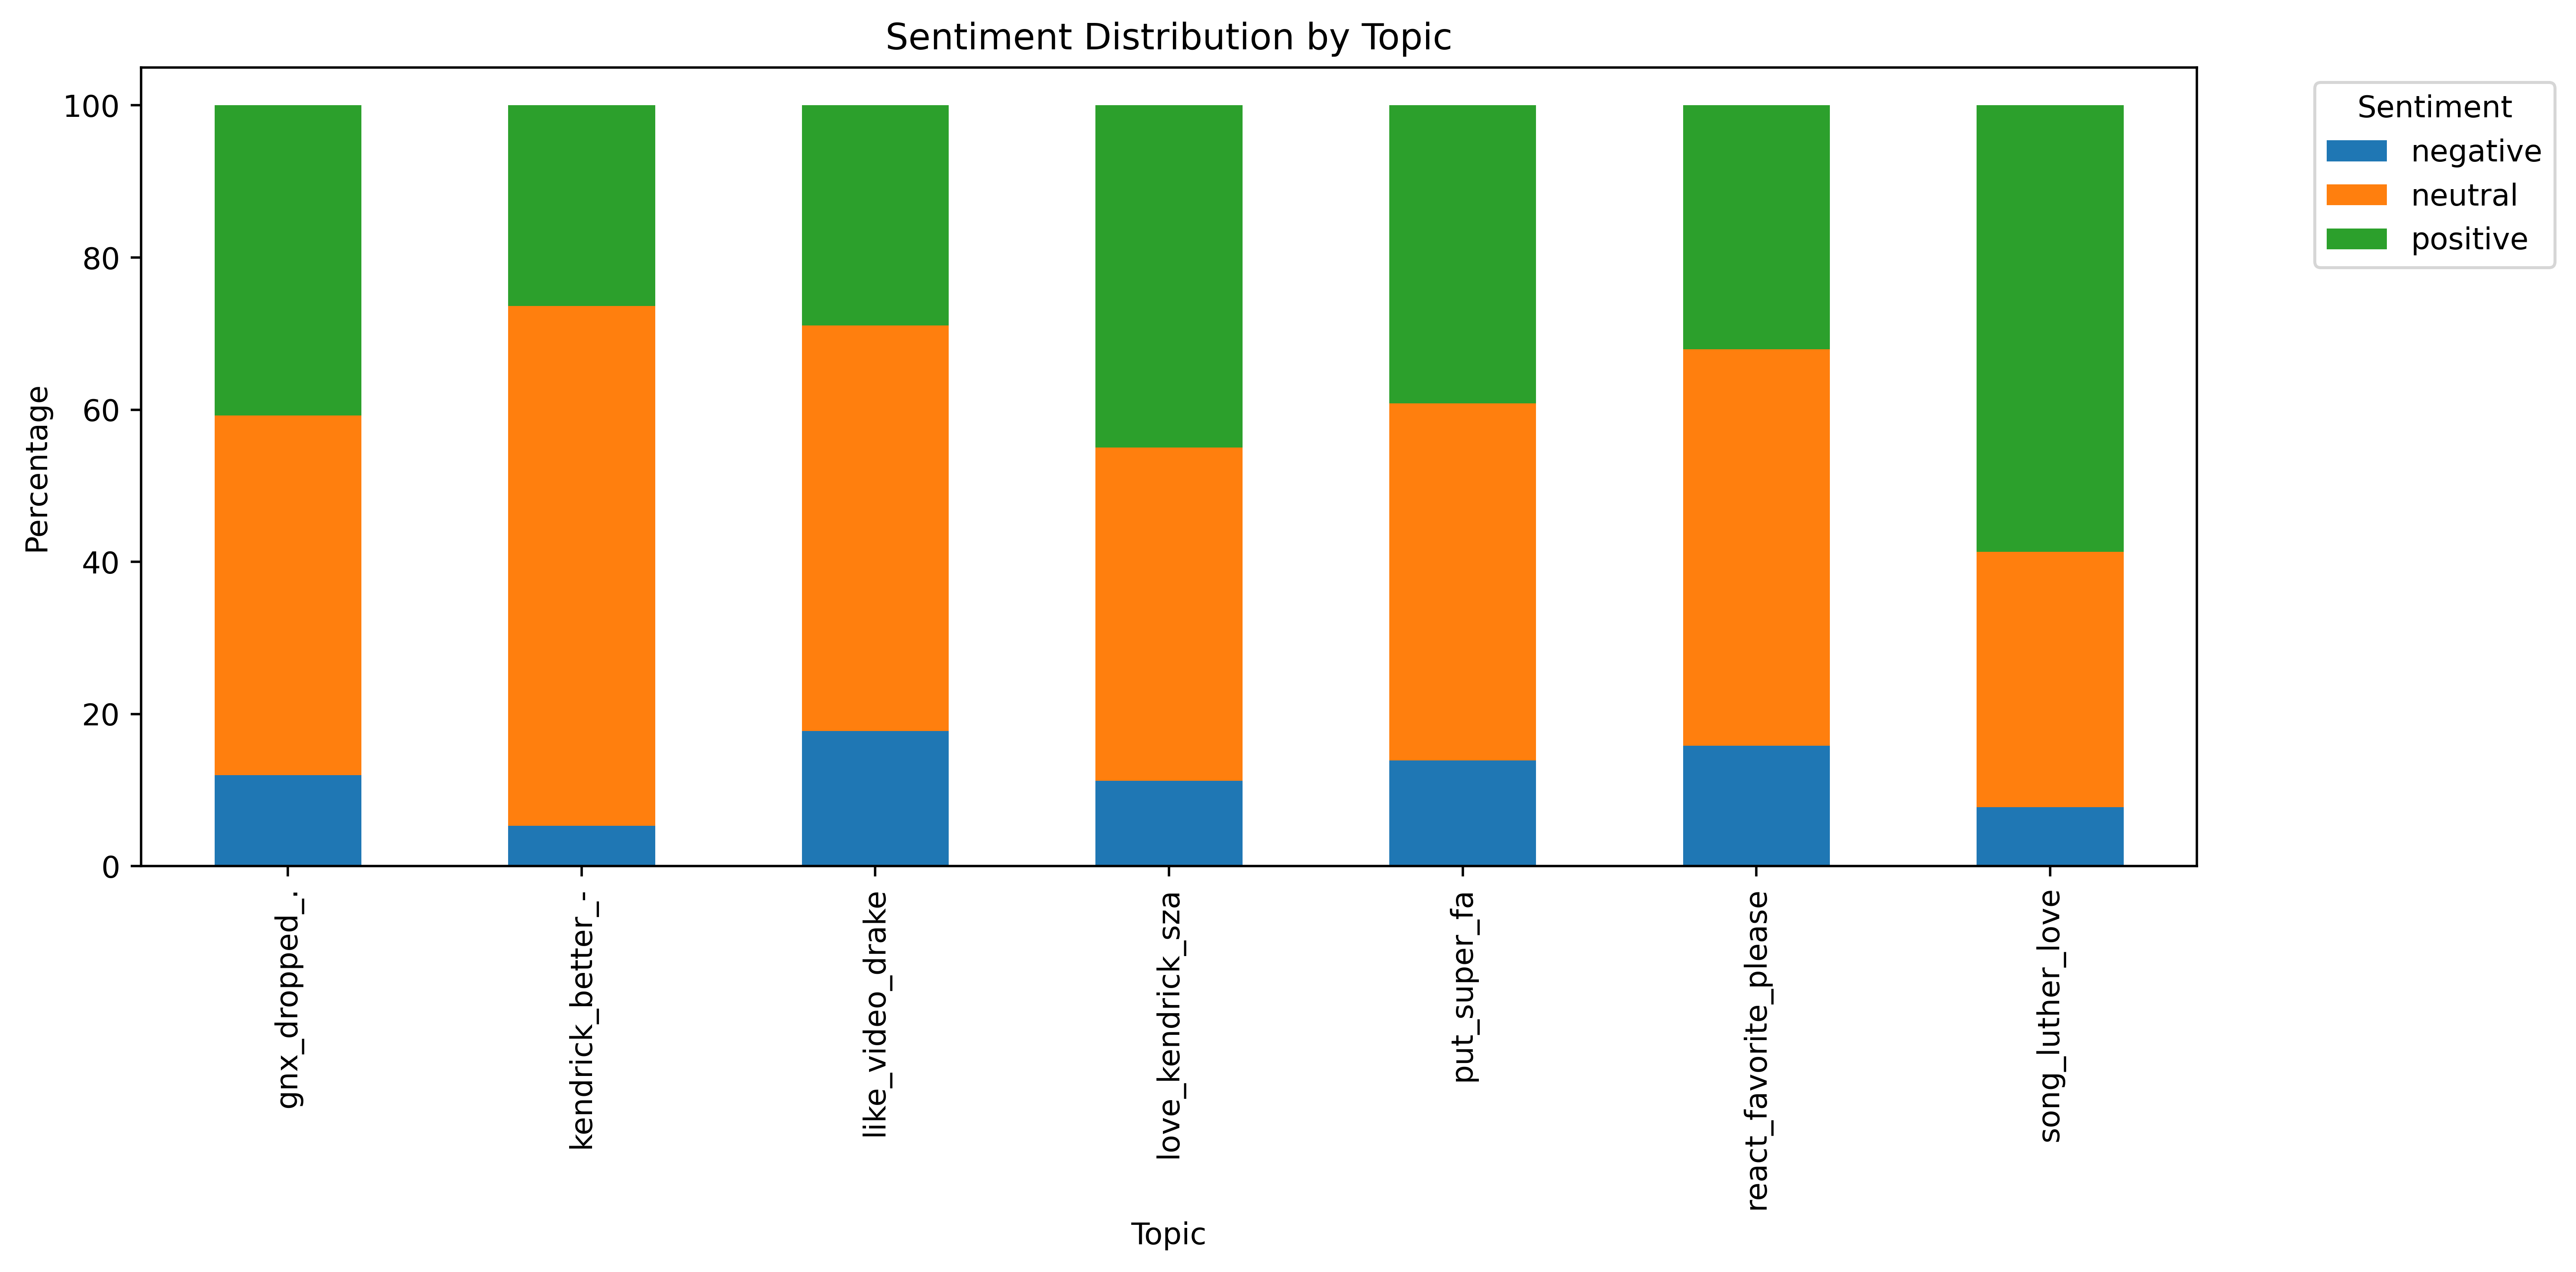 Sentiment Distribution by Topic
100
80
60
40
20
0
Percentage
gnx_dropped_.
kendrick_better_-
like_video_drake
love_kendrick_sza
put_super_fa
react_favorite_please
song_luther_love
Topic
Sentiment
negative
neutral
positive